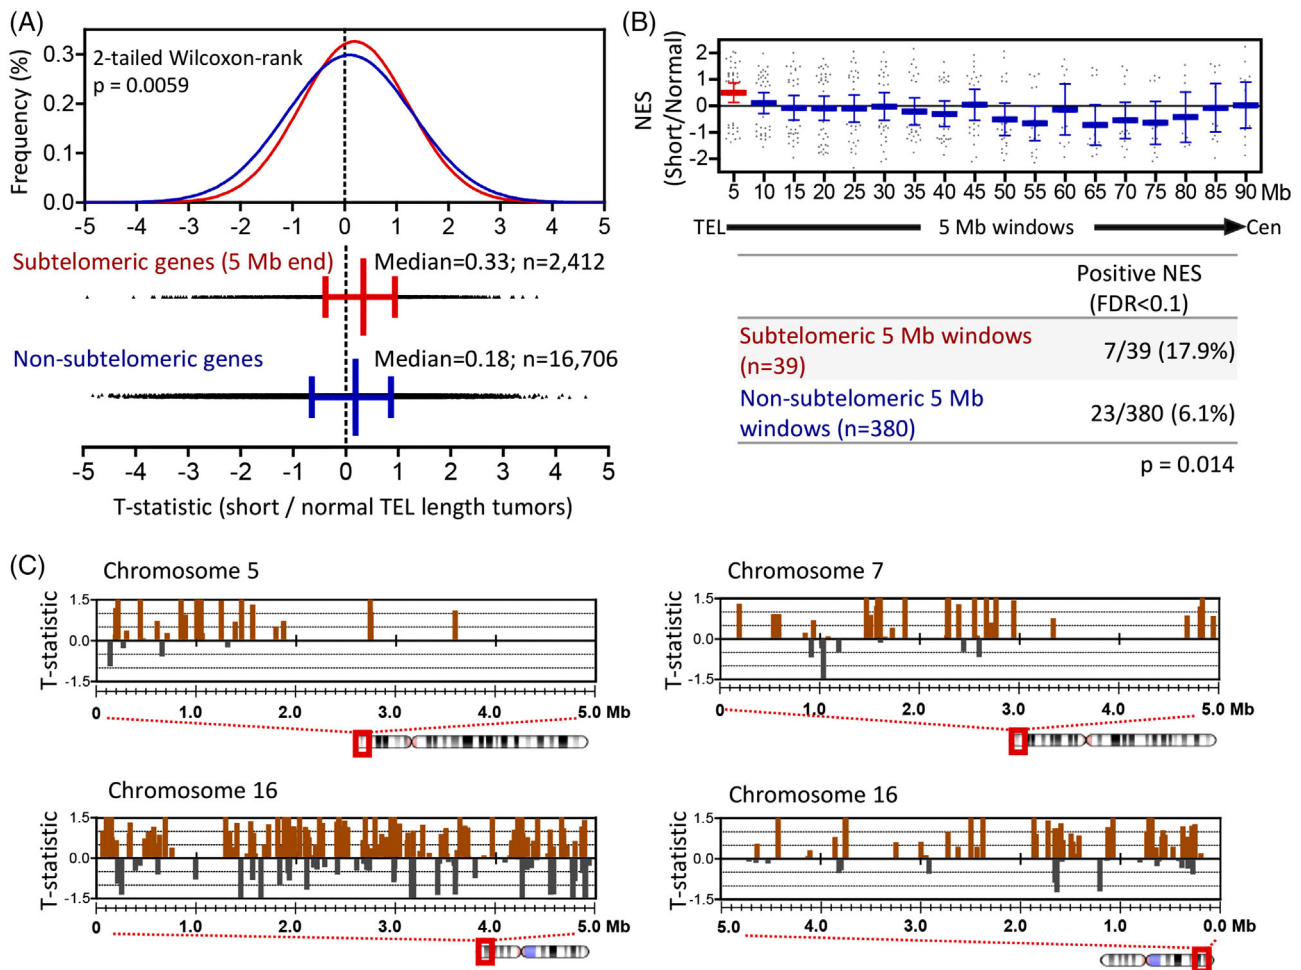 (A)
Frequency (%)
0.3
0.2
0.1
0.0
2-tailed Wilcoxon-rank
p = 0.0059
-5 -4 -3 -2 -1 0 1 2 3 4 5
Subtelomeric genes (5 Mb end)
Median=0.33; n=2,412
Non-subtelomeric genes
Median=0.18; n=16,706
-5 -4 -3 -2 -1 0 1 2 3 4 5
T-statistic (short / normal TEL length tumors)
(B)
NES
(Short/Normal)
2
1
0
-1
-2
5 10 15 20 25 30 35 40 45 50 55 60 65 70 75 80 85 90 Mb
TEL 5 Mb windows Cen
Positive NES
(FDR<0.1)
Subtelomeric 5 Mb windows
(n=39)
7/39 (17.9%)
Non-subtelomeric 5 Mb
windows (n=380)
23/380 (6.1%)
p = 0.014
(C)
Chromosome 5
T-statistic
1.5
0.0
-1.5
0 1.0 2.0 3.0 4.0 5.0 Mb
Chromosome 7
T-statistic
1.5
0.0
-1.5
0 1.0 2.0 3.0 4.0 5.0 Mb
Chromosome 16
T-statistic
1.5
0.0
-1.5
0 1.0 2.0 3.0 4.0 5.0 Mb
Chromosome 16
T-statistic
1.5
0.0
-1.5
5.0 4.0 3.0 2.0 1.0 0.0 Mb